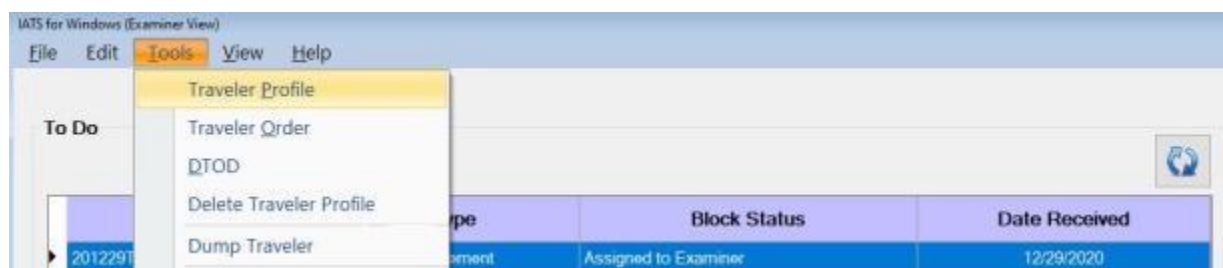 IATS for Windows (Examiner View)
File Edit Tools View Help
Traveler Profile
To Do
Traveler Order
DTOD
Delete Traveler Profile
ype Block Status Date Received
Dump Traveler
201229T ement Assigned to Examiner 12/29/2020